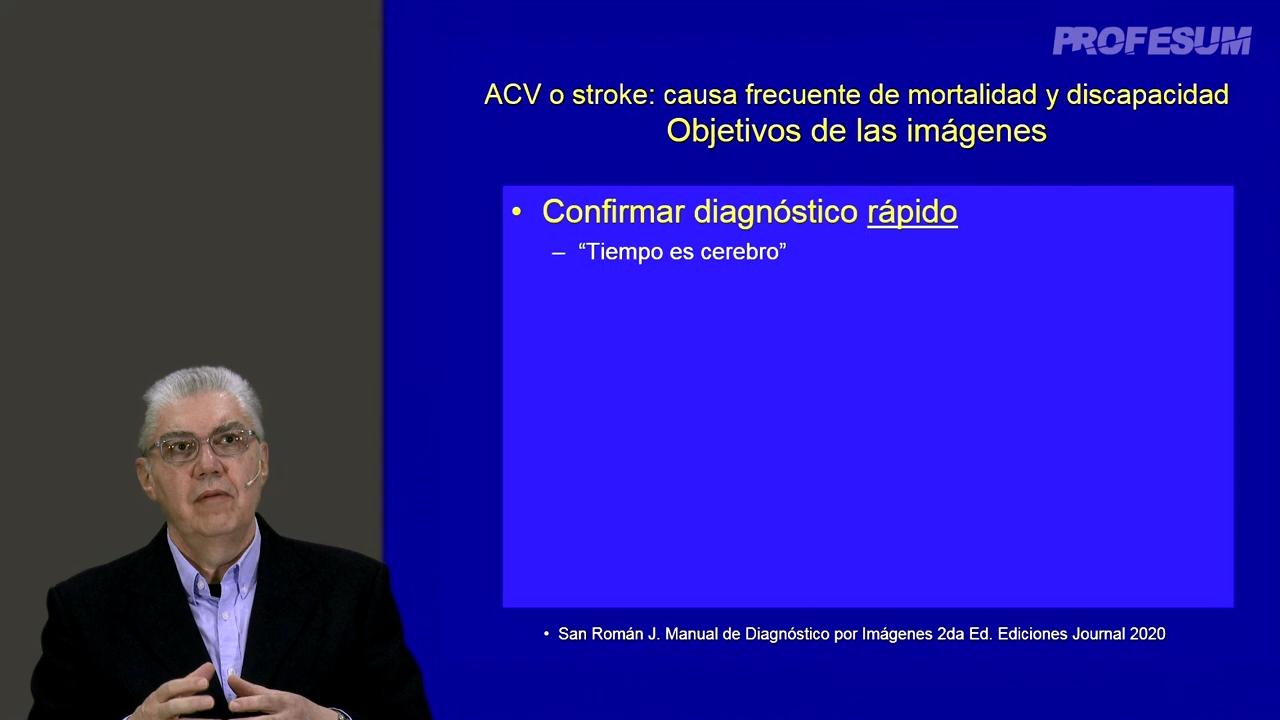 PROFESUM
ACV o stroke: causa frecuente de mortalidad y discapacidad
Objetivos de las imágenes
• Confirmar diagnóstico rápido
– “Tiempo es cerebro”
• San Román J. Manual de Diagnóstico por Imágenes 2da Ed. Ediciones Journal 2020